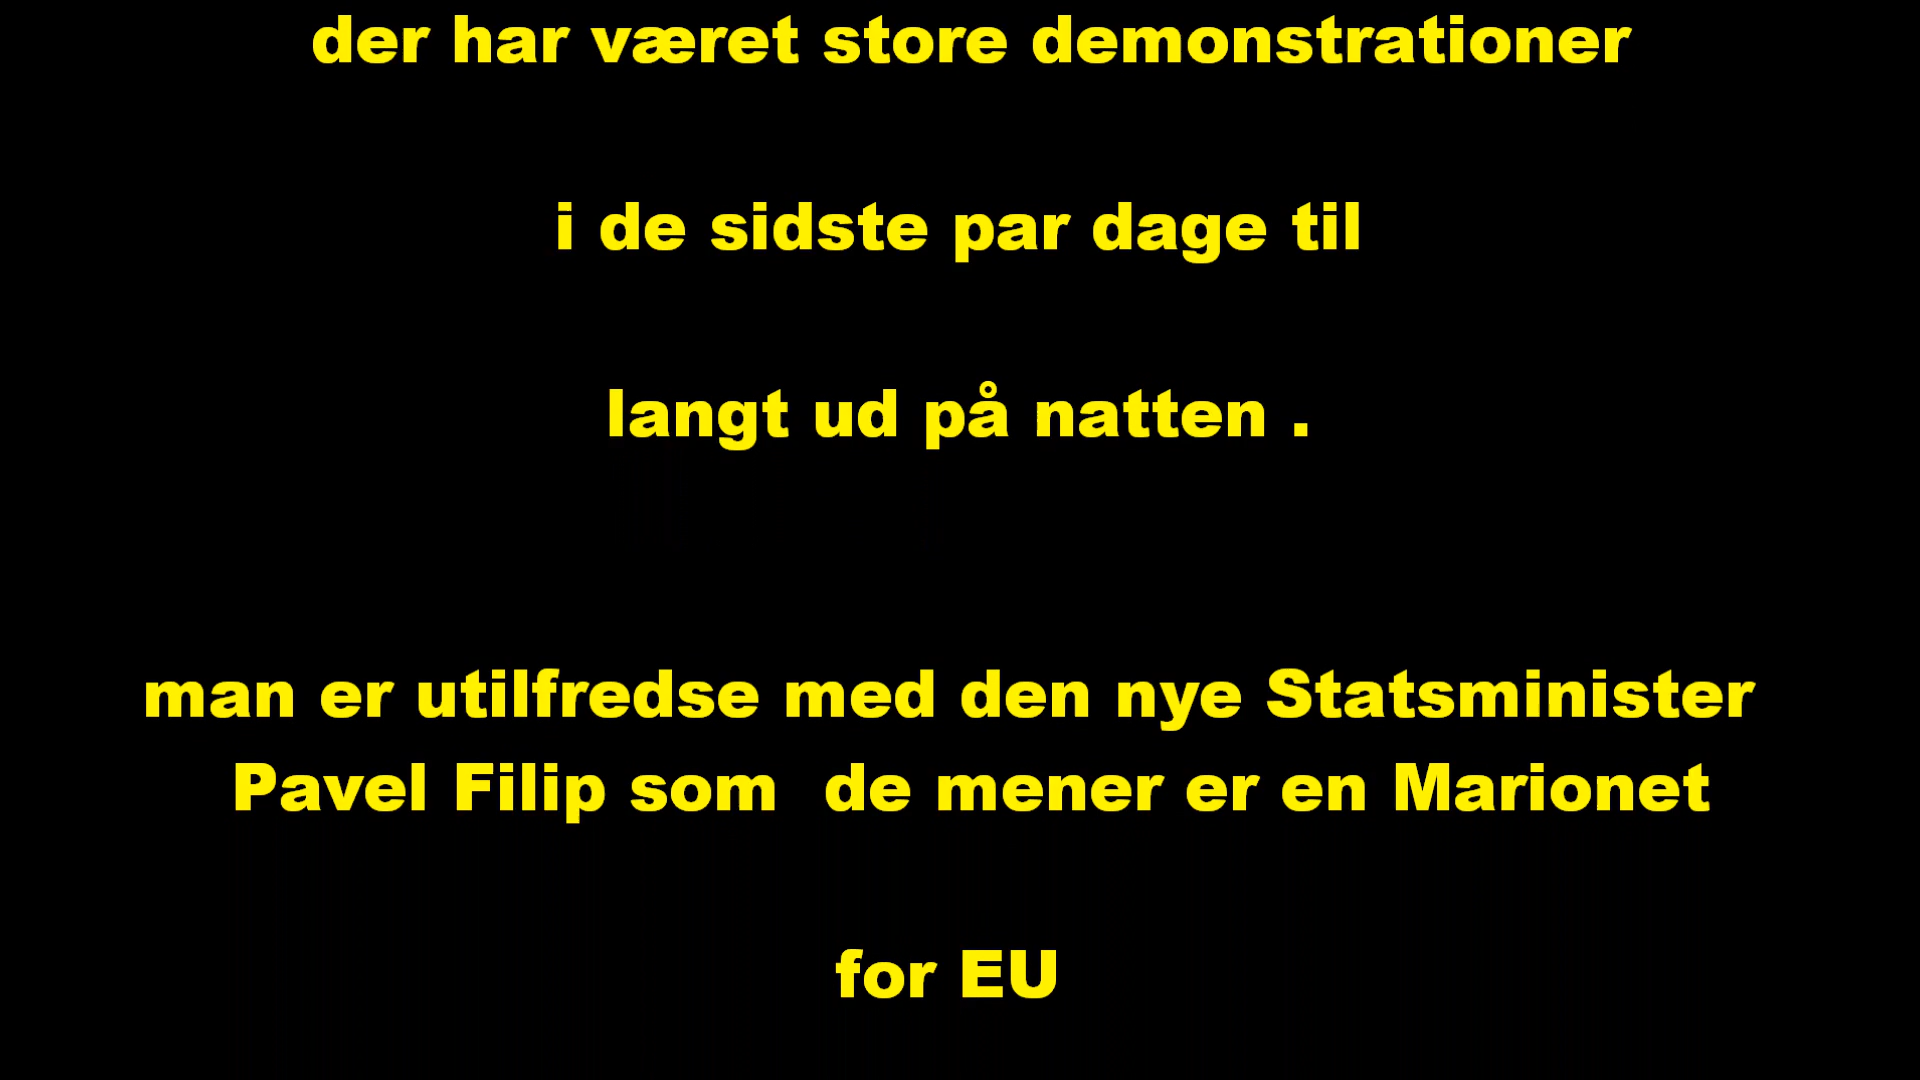 der har været store demonstrationer
i de sidste par dage til
langt ud på natten .
man er utilfredse med den nye Statsminister
Pavel Filip som  de mener er en Marionet
for EU